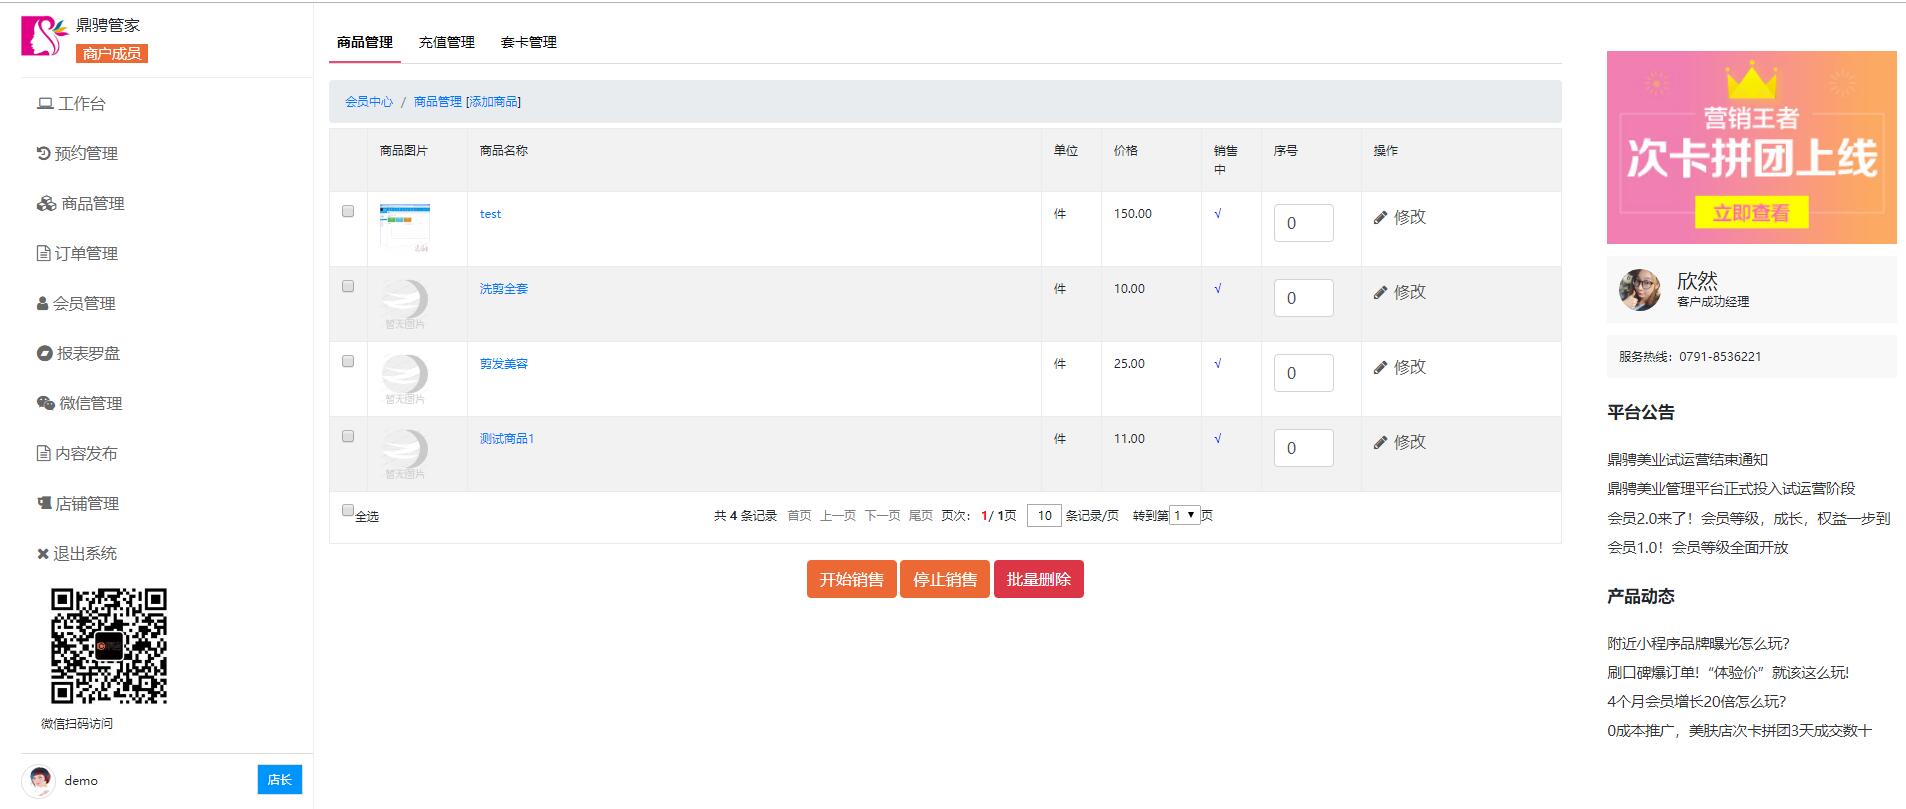 鼎骋管家
商户成员
工作台
预约管理
商品管理
订单管理
会员管理
报表罗盘
微信管理
内容发布
店铺管理
退出系统
微信扫码访问
demo
店长
商品管理 充值管理 套卡管理
会员中心 / 商品管理 [添加商品]
商品图片 商品名称 单位 价格 销售中 序号 操作
test 件 150.00 √ 0 修改
暂无图片 洗剪全套 件 10.00 √ 0 修改
暂无图片 剪发美容 件 25.00 √ 0 修改
暂无图片 测试商品1 件 11.00 √ 0 修改
全选 共 4 条记录 首页 上一页 下一页 尾页 页次： 1/ 1页 10 条记录/页 转到第 1 页
开始销售 停止销售 批量删除
营销王者
次卡拼团上线
立即查看
欣然
客户成功经理
服务热线：0791-8536221
平台公告
鼎骋美业试运营结束通知
鼎骋美业管理平台正式投入试运营阶段
会员2.0来了！会员等级，成长，权益一步到
会员1.0！会员等级全面开放
产品动态
附近小程序品牌曝光怎么玩?
刷口碑爆订单!“体验价”就该这么玩!
4个月会员增长20倍怎么玩?
0成本推广，美肤店次卡拼团3天成交数十